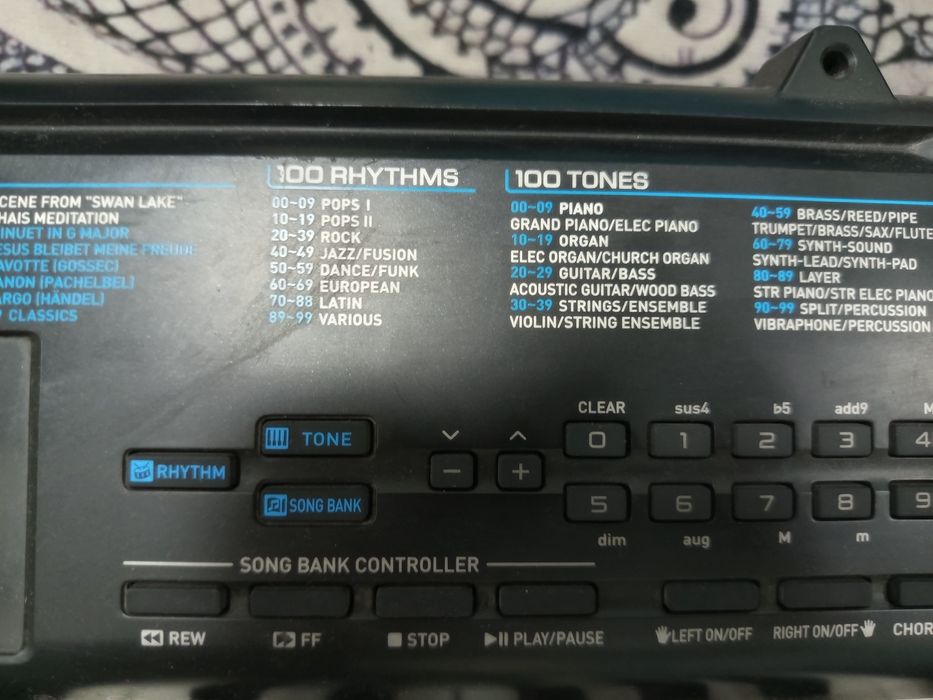 CENE FROM "SWAN LAKE"
HAIS MEDITATION
INUET IN G MAJOR
ESUS BLEIBET MEINE FREUDE
AVOTTE (GOSSEC)
ANON (PACHELBEL)
ARGO (HÄNDEL)
CLASSICS
100 RHYTHMS
00~09 POPS I
10~19 POPS II
20~39 ROCK
40~49 JAZZ/FUSION
50~59 DANCE/FUNK
60~69 EUROPEAN
70~88 LATIN
89~99 VARIOUS
100 TONES
00~09 PIANO
GRAND PIANO/ELEC PIANO
10~19 ORGAN
ELEC ORGAN/CHURCH ORGAN
20~29 GUITAR/BASS
ACOUSTIC GUITAR/WOOD BASS
30~39 STRINGS/ENSEMBLE
VIOLIN/STRING ENSEMBLE
40~59 BRASS/REED/PIPE
TRUMPET/BRASS/SAX/FLUTE
60~79 SYNTH-SOUND
SYNTH-LEAD/SYNTH-PAD
80~89 LAYER
STR PIANO/STR ELEC PIANO
90~99 SPLIT/PERCUSSION
VIBRAPHONE/PERCUSSION
CLEAR sus4 b5 add9 M
TONE
RHYTHM
SONG BANK
− +
0 1 2 3 4
5 6 7 8 9
dim aug M m
SONG BANK CONTROLLER
REW FF STOP PLAY/PAUSE LEFT ON/OFF RIGHT ON/OFF CHOR